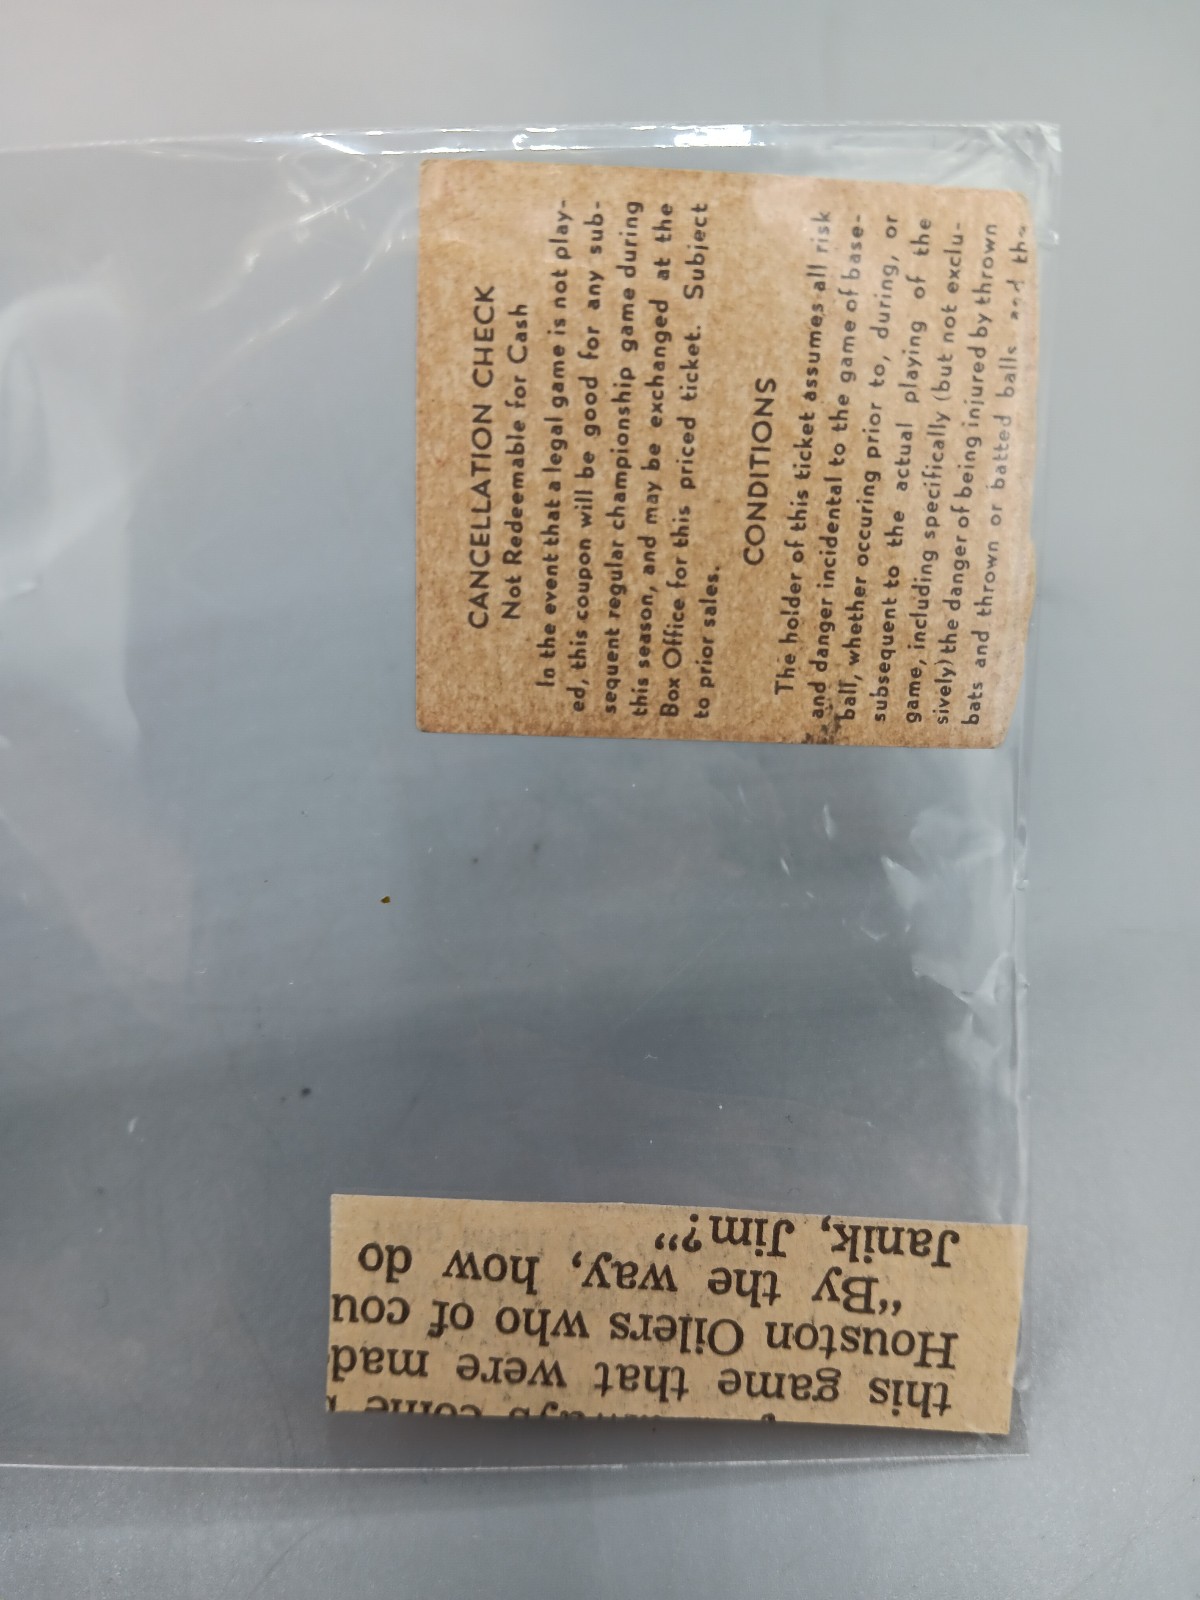 CANCELLATION CHECK
Not Redeemable for Cash
In the event that a legal game is not play-
ed, this coupon will be good for any sub-
sequent regular championship game during
this season, and may be exchanged at the
Box Office for this priced ticket. Subject
to prior sales.
CONDITIONS
The holder of this ticket assumes all risk
and danger incidental to the game of base-
ball, whether occuring prior to, during, or
subsequent to the actual playing of the
game, including specifically (but not exclu-
sively) the danger of being injured by thrown
bats and thrown or batted balls and the
this game that were mad
Houston Oilers who of cou
"By the way, how do
Janik, Jim?"